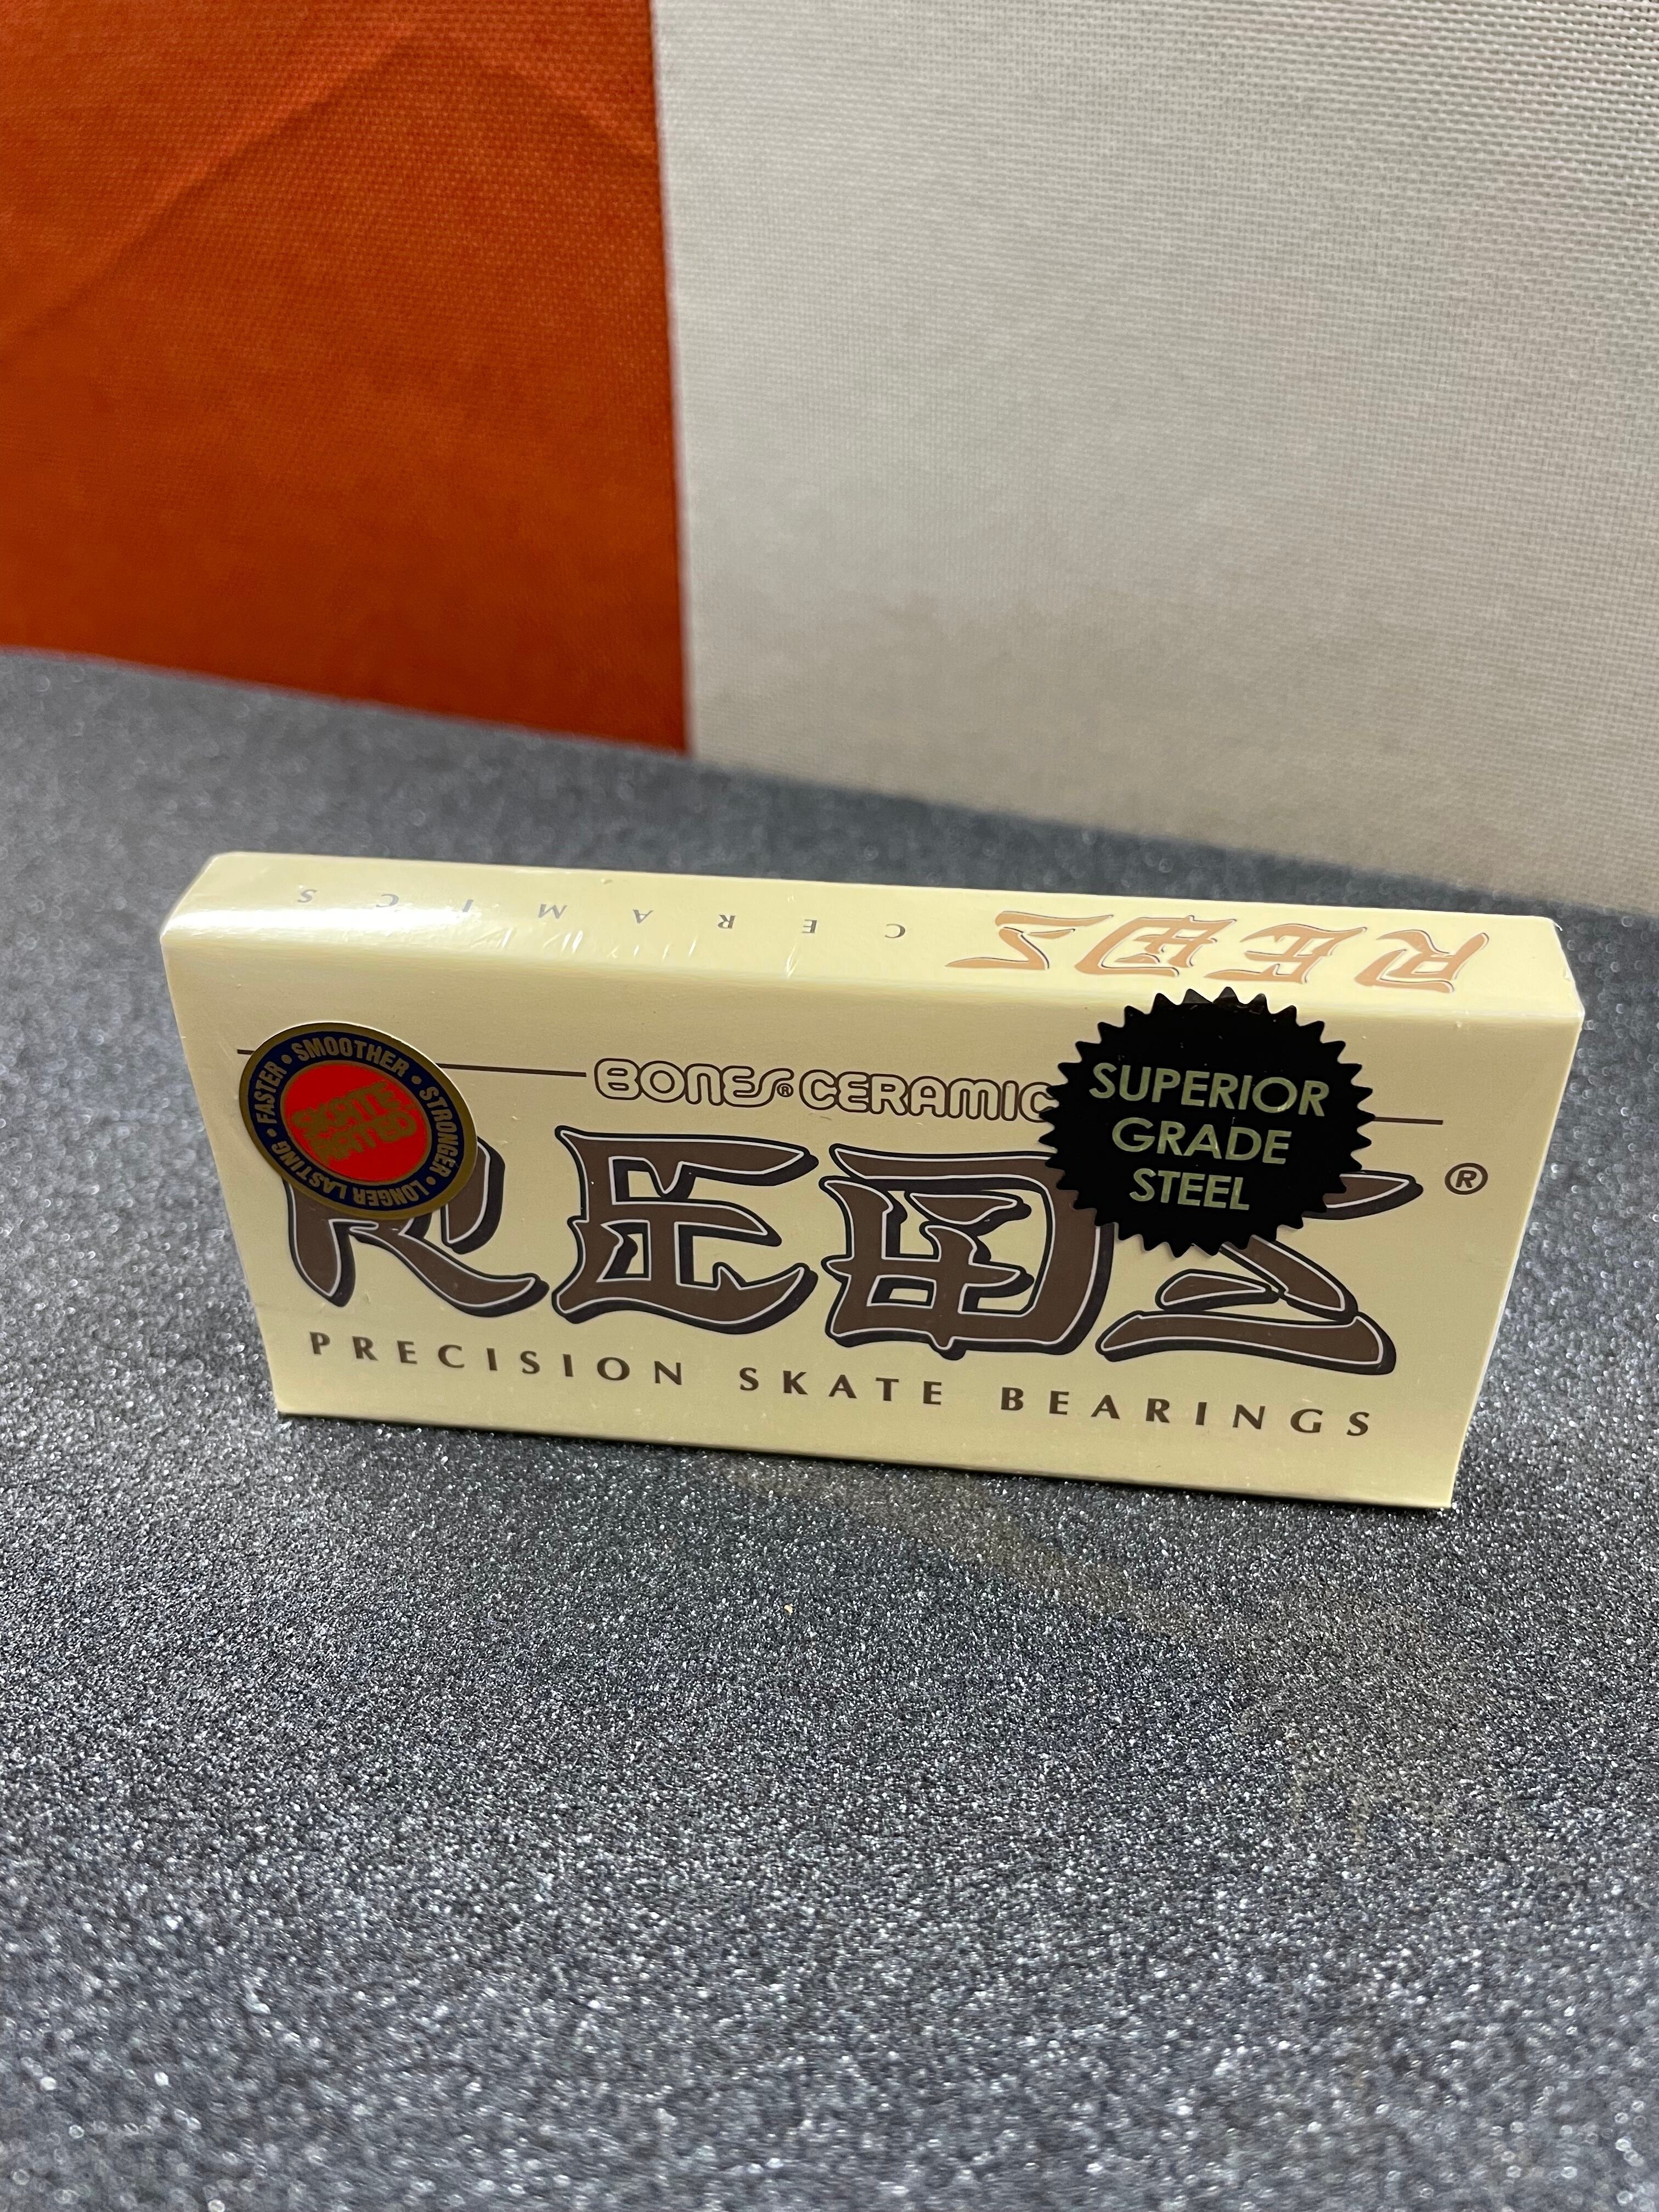 REDS CERAMICS
BONES® CERAMIC
REDS®
PRECISION SKATE BEARINGS
SMOOTHER • STRONGER • LONGER LASTING • FASTER •
SKATE
RATED
SUPERIOR
GRADE
STEEL